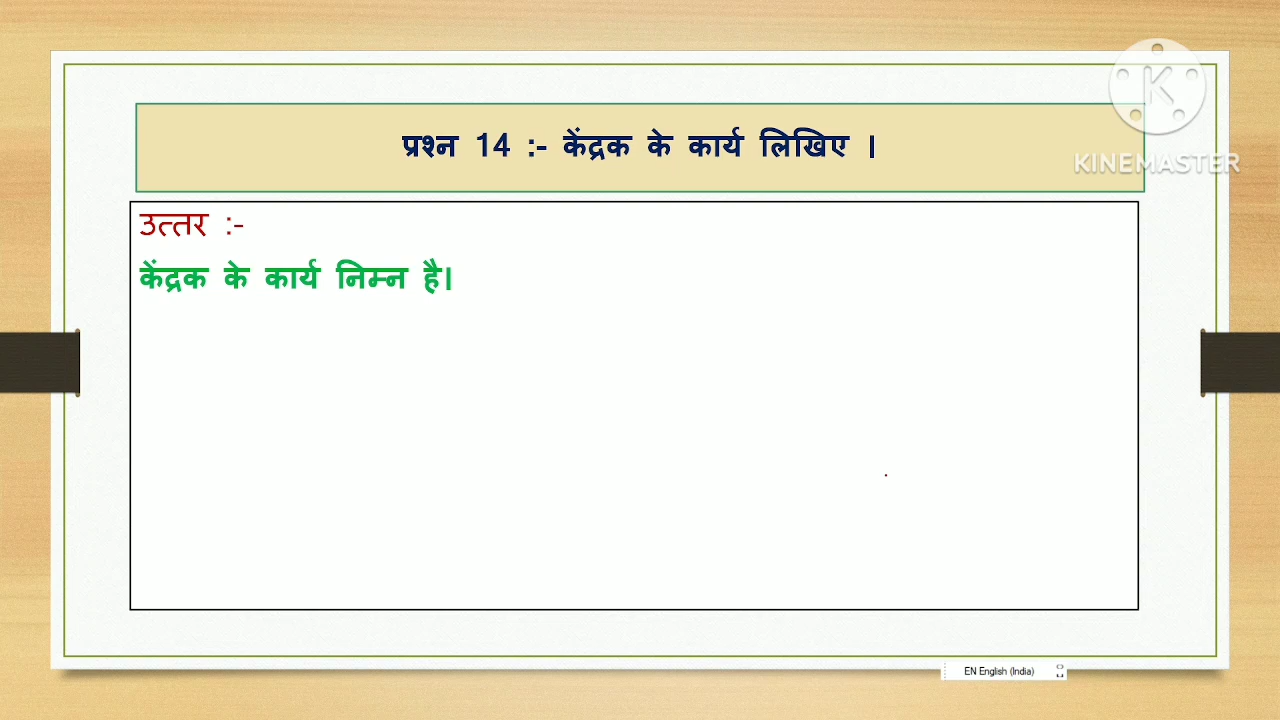 प्रश्न 14 :- केंद्रक के कार्य लिखिए ।
KINEMASTER
उत्तर :-
केंद्रक के कार्य निम्न है।
EN English (India)